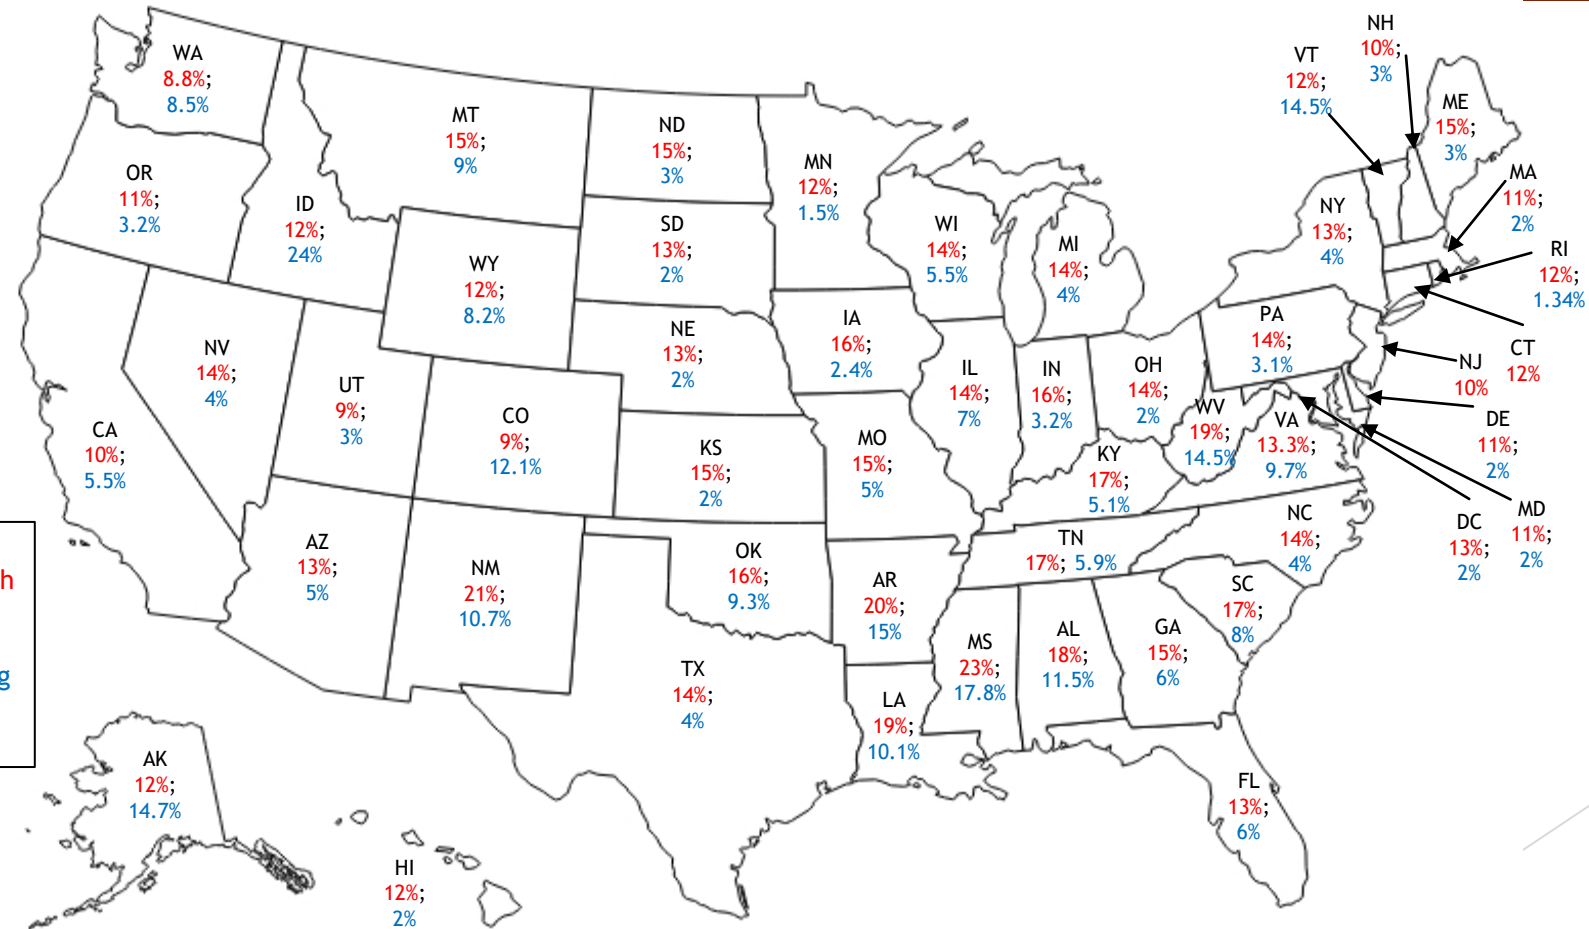 WA
8.8%;
8.5%
OR
11%;
3.2%
ID
12%;
24%
MT
15%;
9%
ND
15%;
3%
SD
13%;
2%
MN
12%;
1.5%
WI
14%;
5.5%
MI
14%;
4%
WY
12%;
8.2%
NE
13%;
2%
IA
16%;
2.4%
NV
14%;
4%
UT
9%;
3%
CO
9%;
12.1%
CA
10%;
5.5%
KS
15%;
2%
MO
15%;
5%
IL
14%;
7%
IN
16%;
3.2%
OH
14%;
2%
KY
17%;
5.1%
WV
19%;
14.5%
VA
13.3%;
9.7%
PA
14%;
3.1%
NY
13%;
4%
VT
12%;
14.5%
NH
10%;
3%
ME
15%;
3%
MA
11%;
2%
RI
12%;
1.34%
CT
12%
NJ
10%
DE
11%;
2%
MD
11%;
2%
DC
13%;
2%
NC
14%;
4%
TN
17%; 5.9%
SC
17%;
8%
GA
15%;
6%
AL
18%;
11.5%
MS
23%;
17.8%
AR
20%;
15%
LA
19%;
10.1%
OK
16%;
9.3%
TX
14%;
4%
NM
21%;
10.7%
AZ
13%;
5%
FL
13%;
6%
AK
12%;
14.7%
HI
12%;
2%
h
g